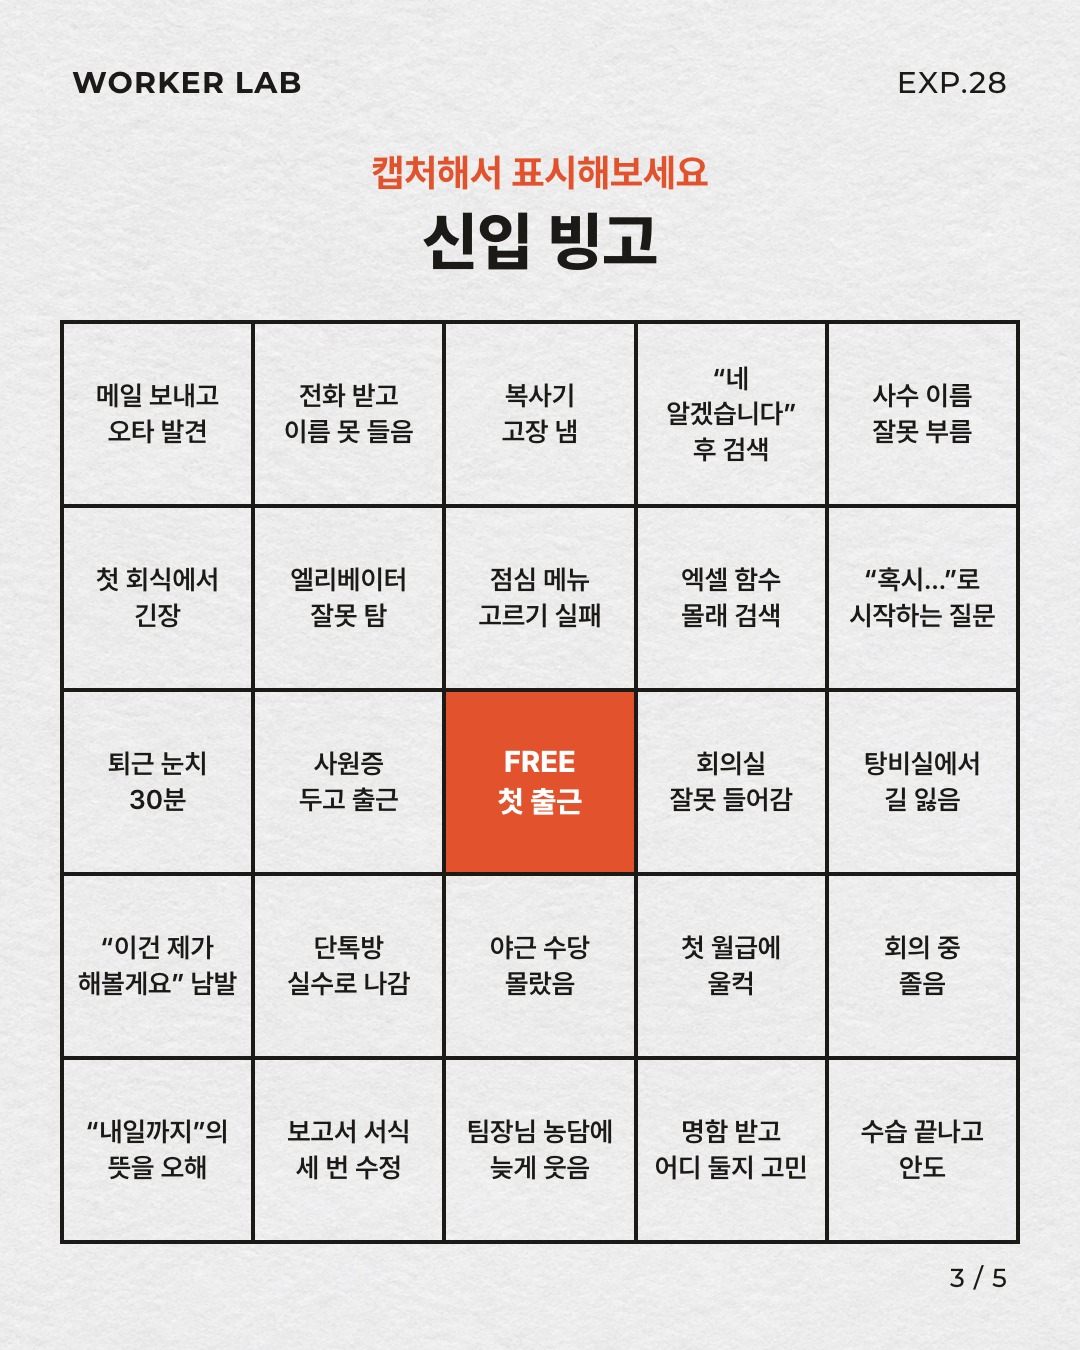 WORKER LAB
EXP.28
캡처해서 표시해보세요
신입 빙고
메일 보내고
오타 발견
전화 받고
이름 못 들음
복사기
고장 냄
“네
알겠습니다”
후 검색
사수 이름
잘못 부름
첫 회식에서
긴장
엘리베이터
잘못 탐
점심 메뉴
고르기 실패
엑셀 함수
몰래 검색
“혹시...”로
시작하는 질문
퇴근 눈치
30분
사원증
두고 출근
FREE
첫 출근
회의실
잘못 들어감
탕비실에서
길 잃음
“이건 제가
해볼게요” 남발
단톡방
실수로 나감
야근 수당
몰랐음
첫 월급에
울컥
회의 중
졸음
“내일까지”의
뜻을 오해
보고서 서식
세 번 수정
팀장님 농담에
늦게 웃음
명함 받고
어디 둘지 고민
수습 끝나고
안도
3 / 5